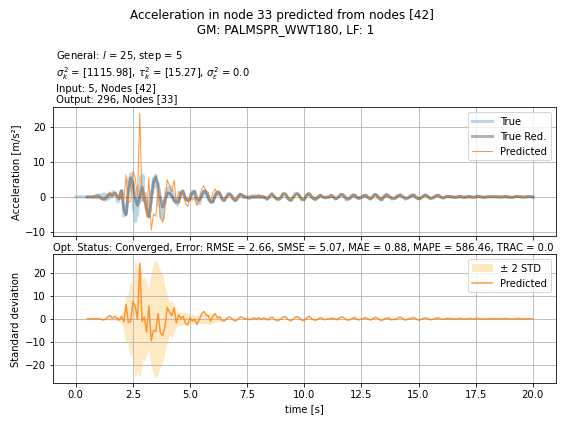 Acceleration in node 33 predicted from nodes [42]
GM: PALMSPR_WWT180, LF: 1
General: l = 25, step = 5
σ²ₖ = [1115.98], τ²ₖ = [15.27], σ²ε = 0.0
Input: 5, Nodes [42]
Output: 296, Nodes [33]
Acceleration [m/s²]
20
10
0
−10
True
True Red.
Predicted
Opt. Status: Converged, Error: RMSE = 2.66, SMSE = 5.07, MAE = 0.88, MAPE = 586.46, TRAC = 0.0
Standard deviation
20
10
0
−10
−20
± 2 STD
Predicted
0.0 2.5 5.0 7.5 10.0 12.5 15.0 17.5 20.0
time [s]